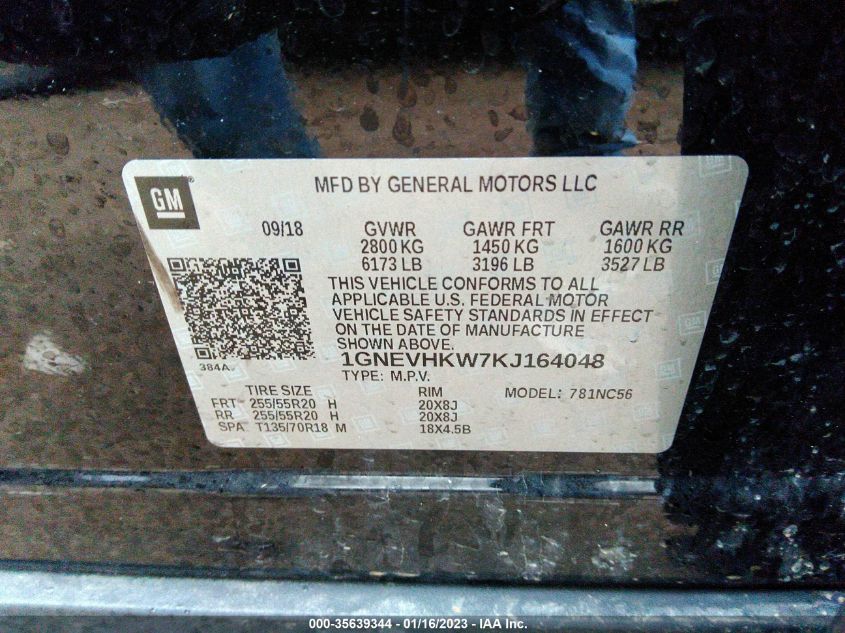 GM
MFD BY GENERAL MOTORS LLC
09/18 GVWR GAWR FRT GAWR RR
2800 KG 1450 KG 1600 KG
6173 LB 3196 LB 3527 LB
THIS VEHICLE CONFORMS TO ALL
APPLICABLE U.S. FEDERAL MOTOR
VEHICLE SAFETY STANDARDS IN EFFECT
ON THE DATE OF MANUFACTURE
SHOWN ABOVE.
1GNEVHKW7KJ164048
384A
TYPE: M.P.V.
TIRE SIZE RIM MODEL: 781NC56
FRT 255/55R20 H 20X8J
RR 255/55R20 H 20X8J
SPA T135/70R18 M 18X4.5B
000-35639344 - 01/16/2023 - IAA Inc.